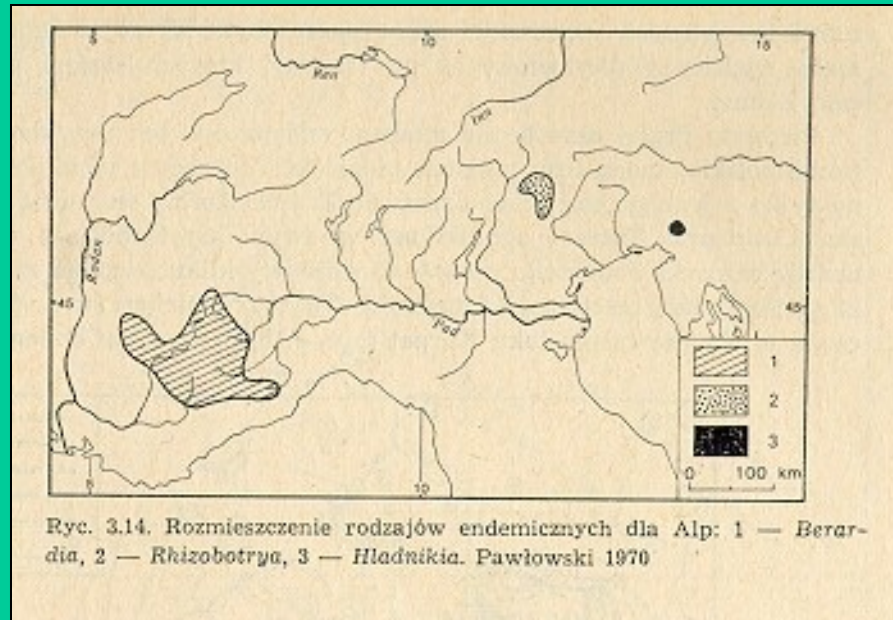 5 10 15
Ren
Inn
Rodan
45 45
Pad
1
2
3
0 100 km
5 10
Ryc. 3.14. Rozmieszczenie rodzajów endemicznych dla Alp: 1 — Berar-
dia, 2 — Rhizobotrya, 3 — Hladnikia. Pawłowski 1970